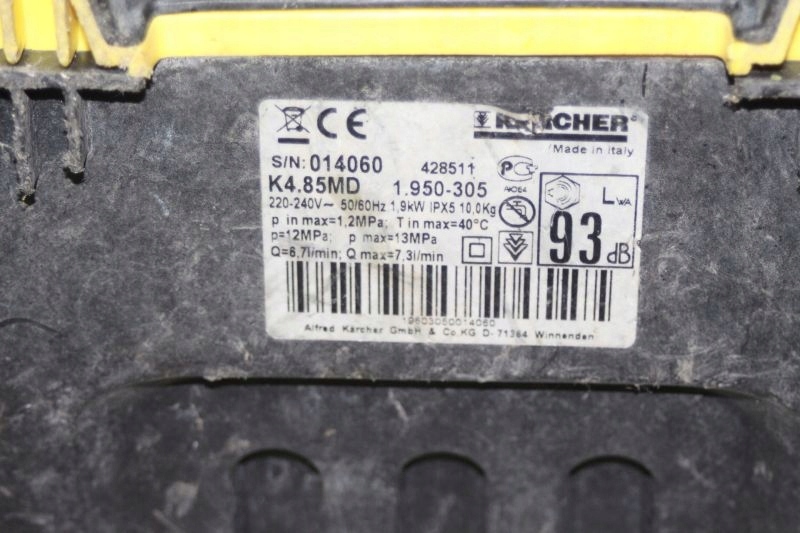 CE
KÄRCHER
Made in Italy
S/N: 014060 428511
K4.85MD 1.950-305
220-240V~ 50/60Hz 1,9kW IPX5 10,0Kg
p in max=1,2MPa; T in max=40°C
p=12MPa; p max=13MPa
Q=6,7l/min; Q max=7,3l/min
LWA
93 dB
Alfred Kärcher GmbH & Co. KG D-71364 Winnenden